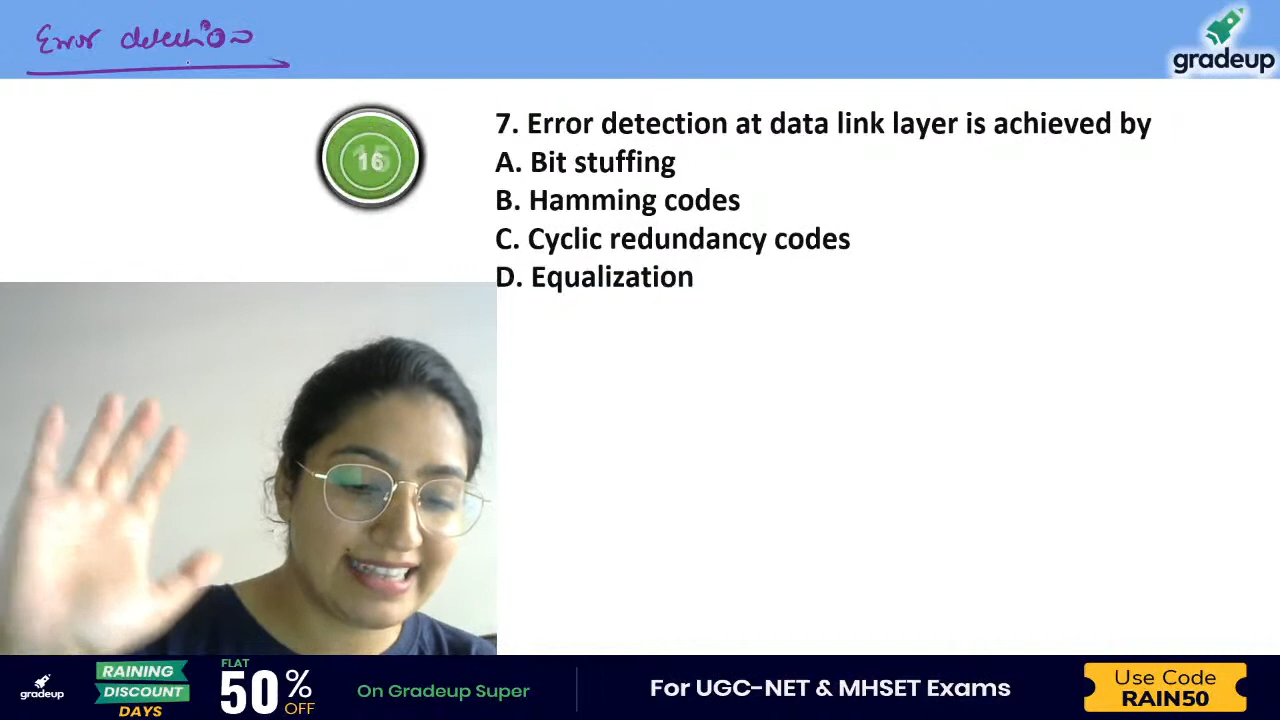 Error detection
gradeup
16
7. Error detection at data link layer is achieved by
A. Bit stuffing
B. Hamming codes
C. Cyclic redundancy codes
D. Equalization
gradeup
RAINING
DISCOUNT
DAYS
FLAT
50%
OFF
On Gradeup Super
For UGC-NET & MHSET Exams
Use Code
RAIN50